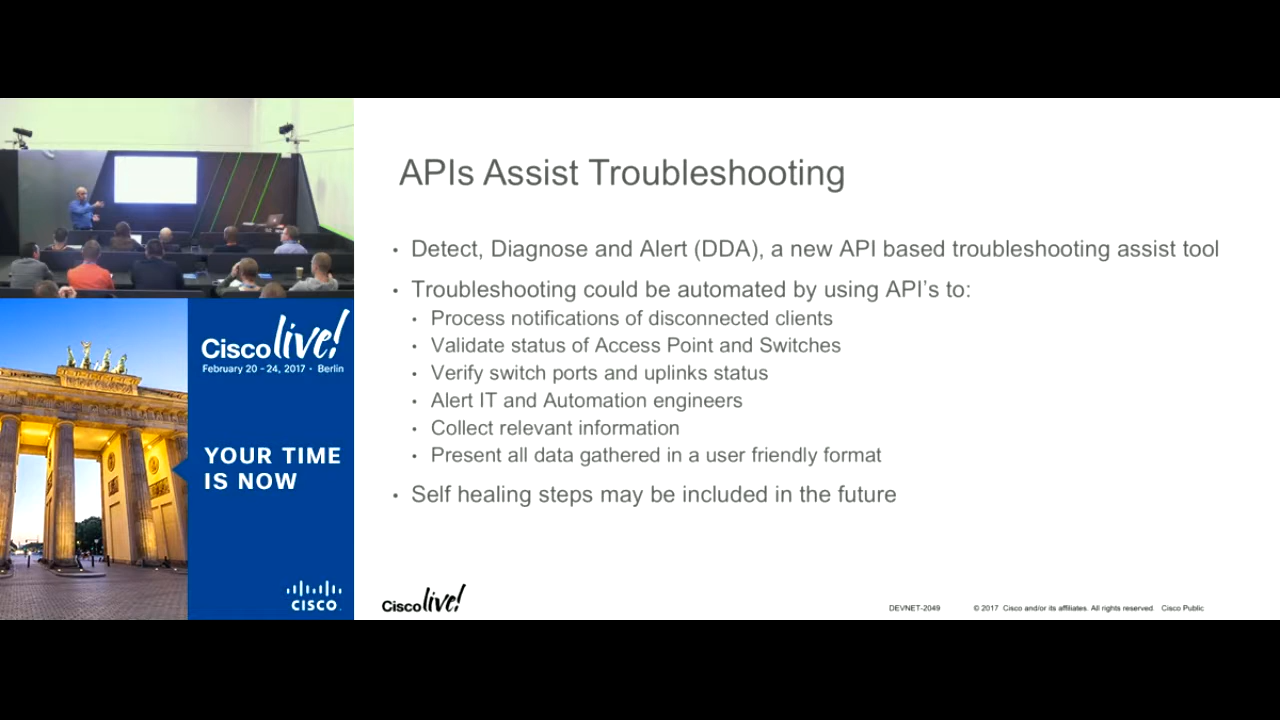 APIs Assist Troubleshooting
• Detect, Diagnose and Alert (DDA), a new API based troubleshooting assist tool
• Troubleshooting could be automated by using API's to:
• Process notifications of disconnected clients
• Validate status of Access Point and Switches
• Verify switch ports and uplinks status
• Alert IT and Automation engineers
• Collect relevant information
• Present all data gathered in a user friendly format
• Self healing steps may be included in the future
Cisco live!
February 20 - 24, 2017 • Berlin
YOUR TIME
IS NOW
CISCO.
Cisco live!
DEVNET-2049 © 2017 Cisco and/or its affiliates. All rights reserved. Cisco Public